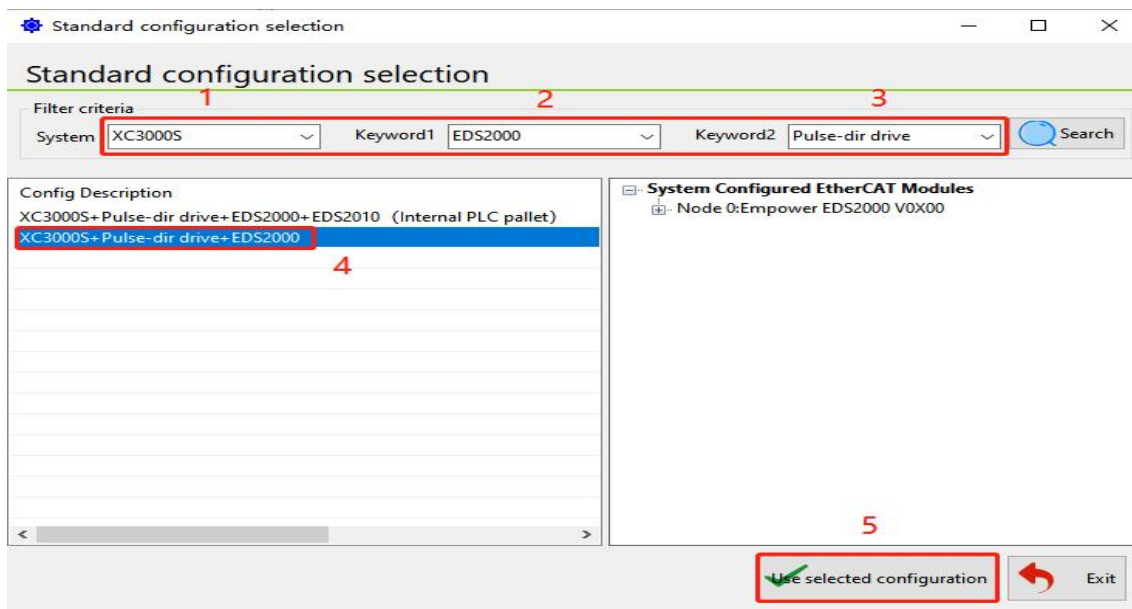 Standard configuration selection
Standard configuration selection
1 2 3
Filter criteria
System XC3000S Keyword1 EDS2000 Keyword2 Pulse-dir drive Search
Config Description
XC3000S+Pulse-dir drive+EDS2000+EDS2010 (Internal PLC pallet)
XC3000S+Pulse-dir drive+EDS2000
4
System Configured EtherCAT Modules
Node 0:Empower EDS2000 V0X00
5
Use selected configuration Exit